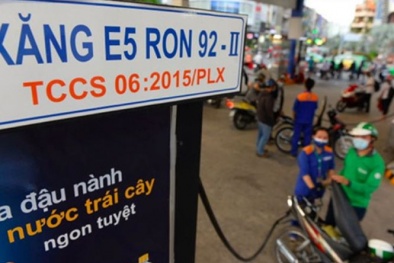 XĂNG E5 RON 92-II
TCCS 06:2015/PLX
đậu nành
nước trái cây
ngon tuyệt